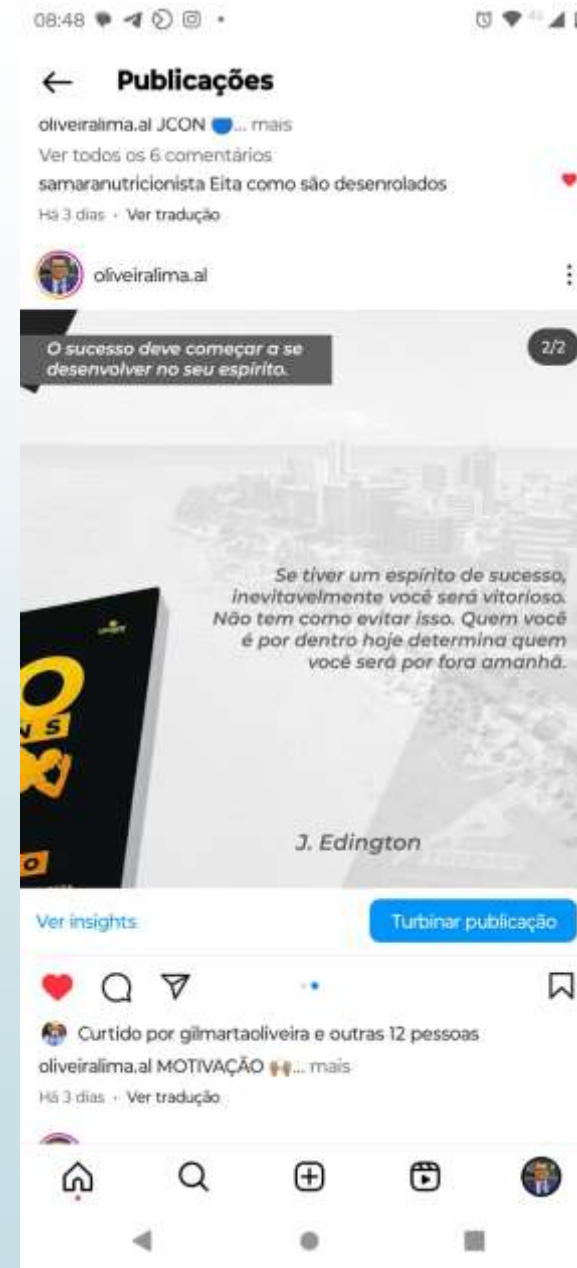 08:48
Publicações
oliveiralima.al JCON ... mais
Ver todos os 6 comentários
samaranutricionista Eita como são desenrolados
Há 3 dias · Ver tradução
oliveiralima.al
O sucesso deve começar a se
desenvolver no seu espírito.
2/2
Se tiver um espírito de sucesso,
inevitavelmente você será vitorioso.
Não tem como evitar isso. Quem você
é por dentro hoje determina quem
você será por fora amanhã.
J. Edington
Ver insights
Turbinar publicação
Curtido por gilmartaoliveira e outras 12 pessoas
oliveiralima.al MOTIVAÇÃO 🙌🏽... mais
Há 3 dias · Ver tradução